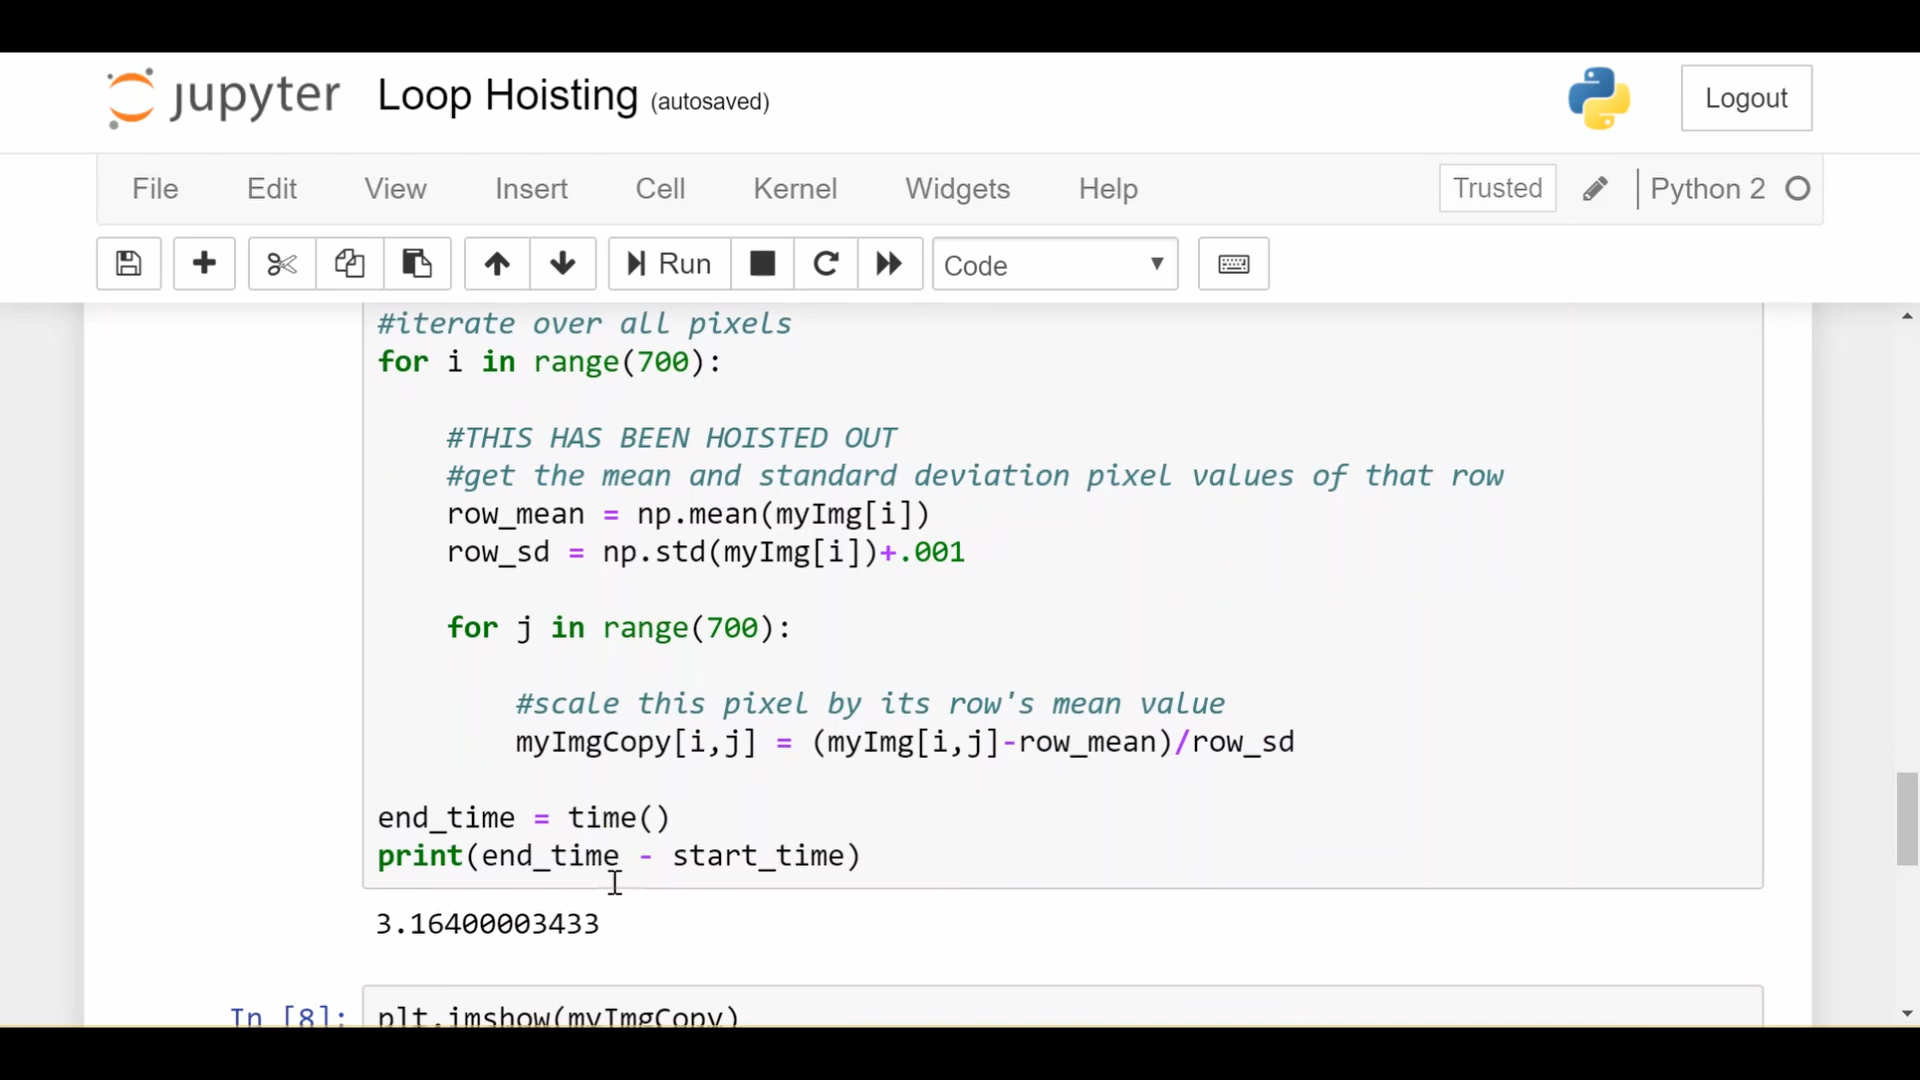 jupyter Loop Hoisting (autosaved) Logout
File Edit View Insert Cell Kernel Widgets Help Trusted Python 2
Run Code
#iterate over all pixels
for i in range(700):
#THIS HAS BEEN HOISTED OUT
#get the mean and standard deviation pixel values of that row
row_mean = np.mean(myImg[i])
row_sd = np.std(myImg[i])+.001
for j in range(700):
#scale this pixel by its row's mean value
myImgCopy[i,j] = (myImg[i,j]-row_mean)/row_sd
end_time = time()
print(end_time - start_time)
3.16400003433
In [8]: plt.imshow(myImgCopy)